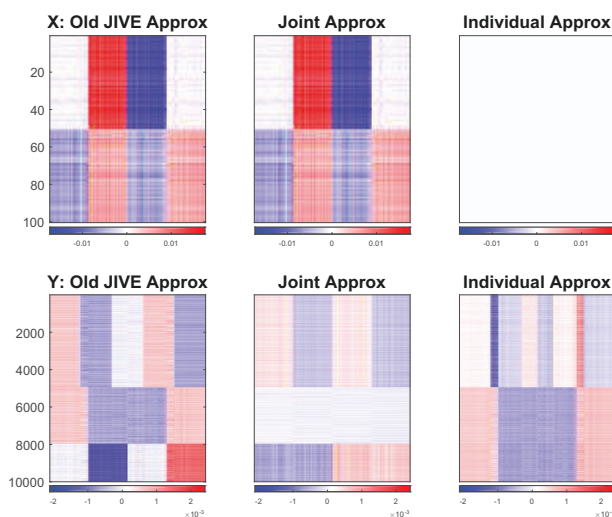 X: Old JIVE Approx Joint Approx Individual Approx
20
40
60
80
100
-0.01 0 0.01 -0.01 0 0.01 -0.01 0 0.01
Y: Old JIVE Approx Joint Approx Individual Approx
2000
4000
6000
8000
10000
-2 -1 0 1 2 -2 -1 0 1 2 -2 -1 0 1 2
×10⁻³ ×10⁻³